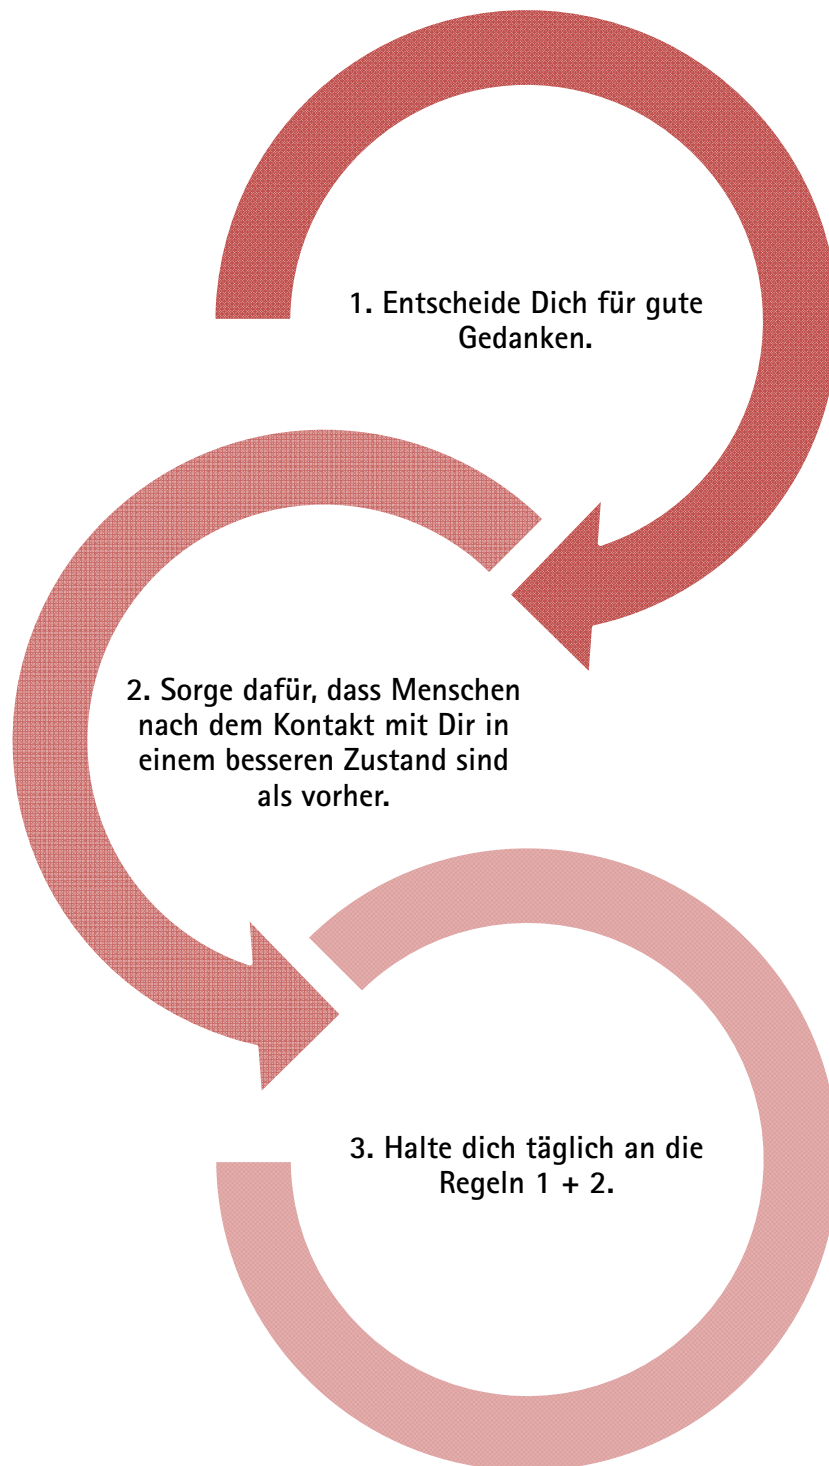 1. Entscheide Dich für gute
Gedanken.
2. Sorge dafür, dass Menschen
nach dem Kontakt mit Dir in
einem besseren Zustand sind
als vorher.
3. Halte dich täglich an die
Regeln 1 + 2.